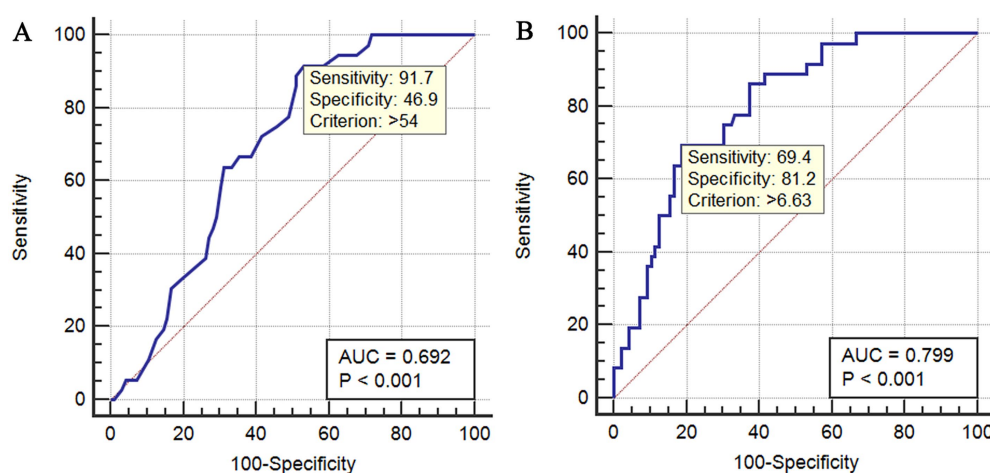 A
100
80
60
40
20
0
Sensitivity
Sensitivity: 91.7
Specificity: 46.9
Criterion: >54
AUC = 0.692
P < 0.001
0 20 40 60 80 100
100-Specificity
B
100
80
60
40
20
0
Sensitivity
Sensitivity: 69.4
Specificity: 81.2
Criterion: >6.63
AUC = 0.799
P < 0.001
0 20 40 60 80 100
100-Specificity